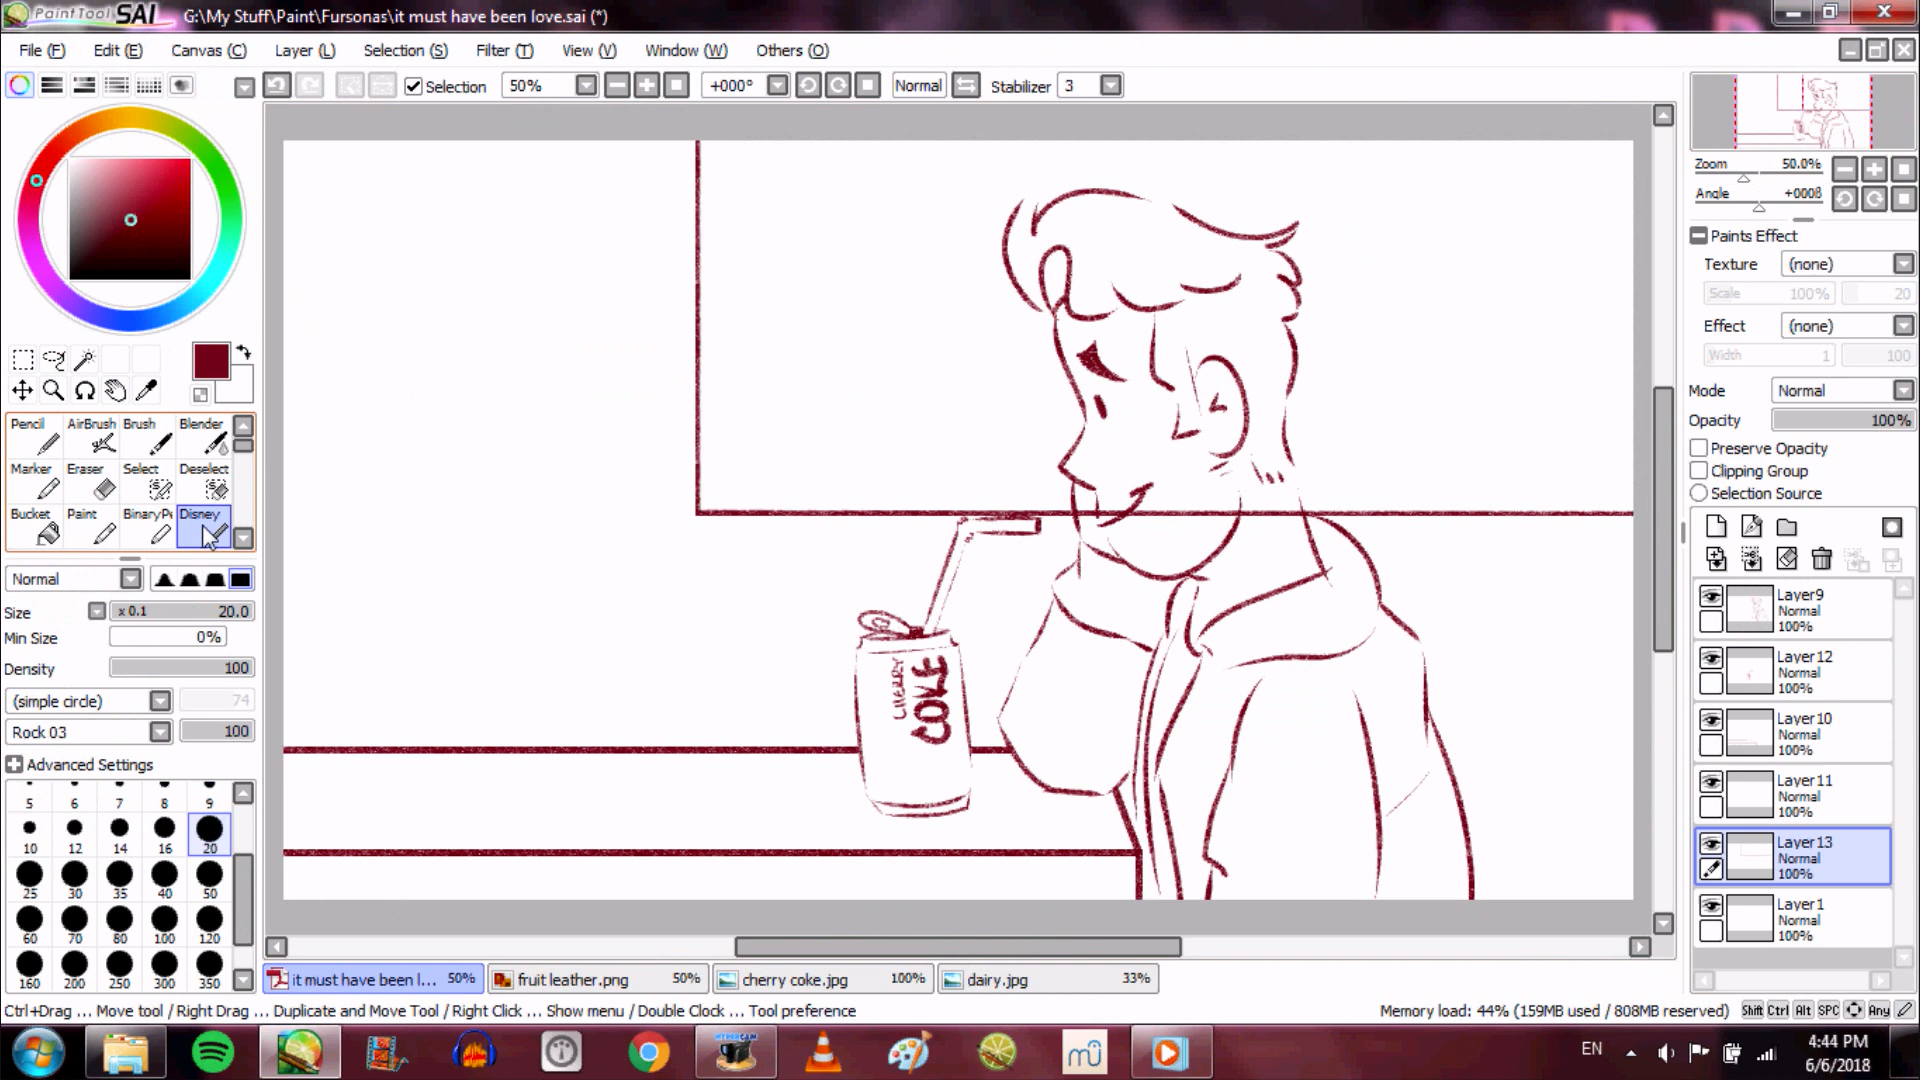 PaintTool SAI G:\My Stuff\Paint\Fursonas\it must have been love.sai (*)
File (F) Edit (E) Canvas (C) Layer (L) Selection (S) Filter (T) View (V) Window (W) Others (O)
Selection 50% +000° Normal Stabilizer 3
Zoom 50.0%
Angle +000ß
Paints Effect
Texture (none)
Scale 100% 20
Effect (none)
Width 1 100
Mode Normal
Opacity 100%
Preserve Opacity
Clipping Group
Selection Source
Pencil AirBrush Brush Blender
Marker Eraser Select Deselect
Bucket Paint BinaryPe Disney
Normal
Size x 0.1 20.0
Min Size 0%
Density 100
(simple circle) 74
Rock 03 100
Advanced Settings
5 6 7 8 9
10 12 14 16 20
25 30 35 40 50
60 70 80 100 120
160 200 250 300 350
CHERRY
COKE
Layer9
Normal
100%
Layer12
Normal
100%
Layer10
Normal
100%
Layer11
Normal
100%
Layer13
Normal
100%
Layer1
Normal
100%
it must have been l... 50% fruit leather.png 50% cherry coke.jpg 100% dairy.jpg 33%
Ctrl+Drag ... Move tool / Right Drag ... Duplicate and Move Tool / Right Click ... Show menu / Double Clock ... Tool preference
Memory load: 44% (159MB used / 808MB reserved) Shift Ctrl Alt SPC Any
HYPERCAM
mü
EN
4:44 PM
6/6/2018